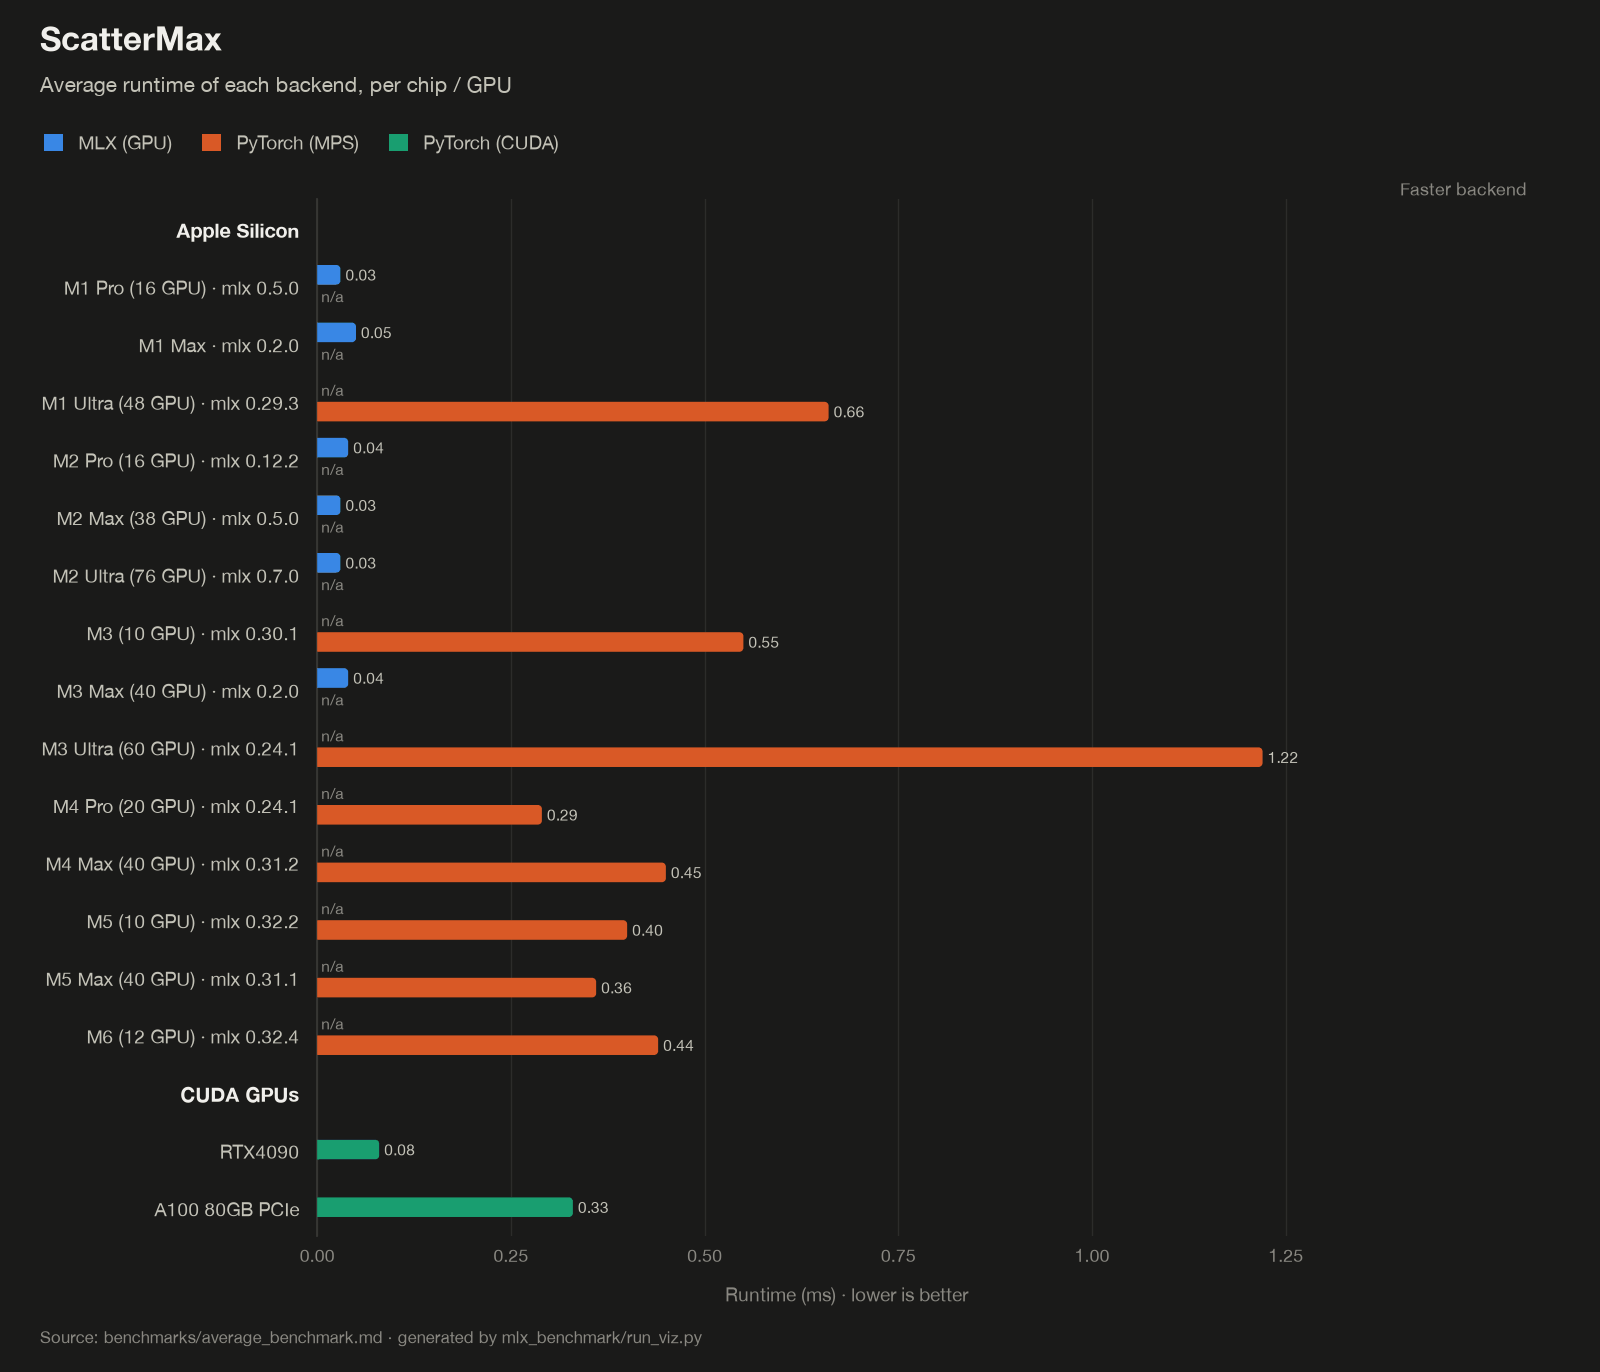 ScatterMax
Average runtime of each backend, per chip / GPU
MLX (GPU) PyTorch (MPS) PyTorch (CUDA)
Faster backend
Apple Silicon
M1 Pro (16 GPU) · mlx 0.5.0 0.03
n/a
M1 Max · mlx 0.2.0 0.05
n/a
n/a
M1 Ultra (48 GPU) · mlx 0.29.3 0.66
M2 Pro (16 GPU) · mlx 0.12.2 0.04
n/a
M2 Max (38 GPU) · mlx 0.5.0 0.03
n/a
M2 Ultra (76 GPU) · mlx 0.7.0 0.03
n/a
n/a
M3 (10 GPU) · mlx 0.30.1 0.55
M3 Max (40 GPU) · mlx 0.2.0 0.04
n/a
n/a
M3 Ultra (60 GPU) · mlx 0.24.1 1.22
n/a
M4 Pro (20 GPU) · mlx 0.24.1 0.29
n/a
M4 Max (40 GPU) · mlx 0.31.2 0.45
n/a
M5 (10 GPU) · mlx 0.32.2 0.40
n/a
M5 Max (40 GPU) · mlx 0.31.1 0.36
n/a
M6 (12 GPU) · mlx 0.32.4 0.44
CUDA GPUs
RTX4090 0.08
A100 80GB PCIe 0.33
0.00 0.25 0.50 0.75 1.00 1.25
Runtime (ms) · lower is better
Source: benchmarks/average_benchmark.md · generated by mlx_benchmark/run_viz.py